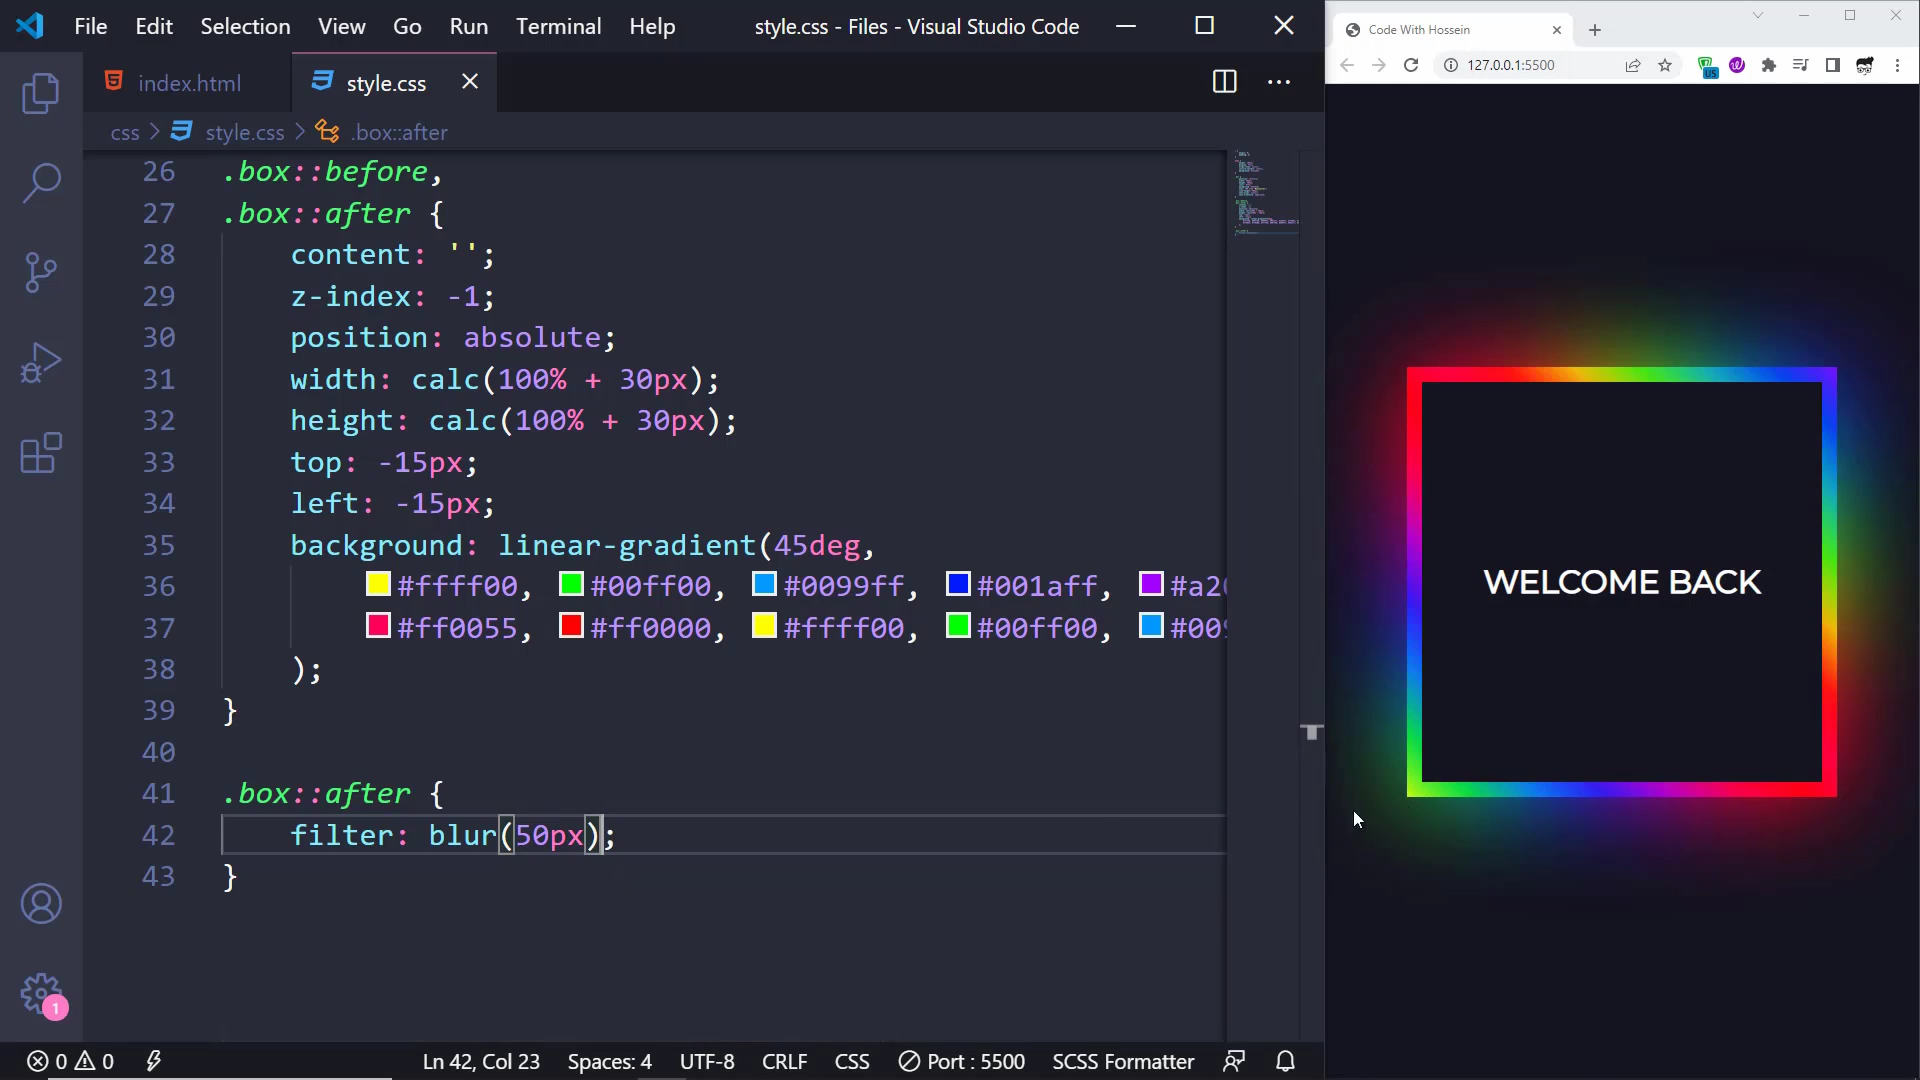 File Edit Selection View Go Run Terminal Help
style.css - Files - Visual Studio Code
index.html
style.css
css > style.css > .box::after
26 .box::before,
27 .box::after {
28 content: '';
29 z-index: -1;
30 position: absolute;
31 width: calc(100% + 30px);
32 height: calc(100% + 30px);
33 top: -15px;
34 left: -15px;
35 background: linear-gradient(45deg,
36 #ffff00, #00ff00, #0099ff, #001aff, #a2
37 #ff0055, #ff0000, #ffff00, #00ff00, #009
38 );
39 }
40
41 .box::after {
42 filter: blur(50px);
43 }
1
0 0
Ln 42, Col 23 Spaces: 4 UTF-8 CRLF CSS Port : 5500 SCSS Formatter
Code With Hossein
127.0.0.1:5500
US
WELCOME BACK